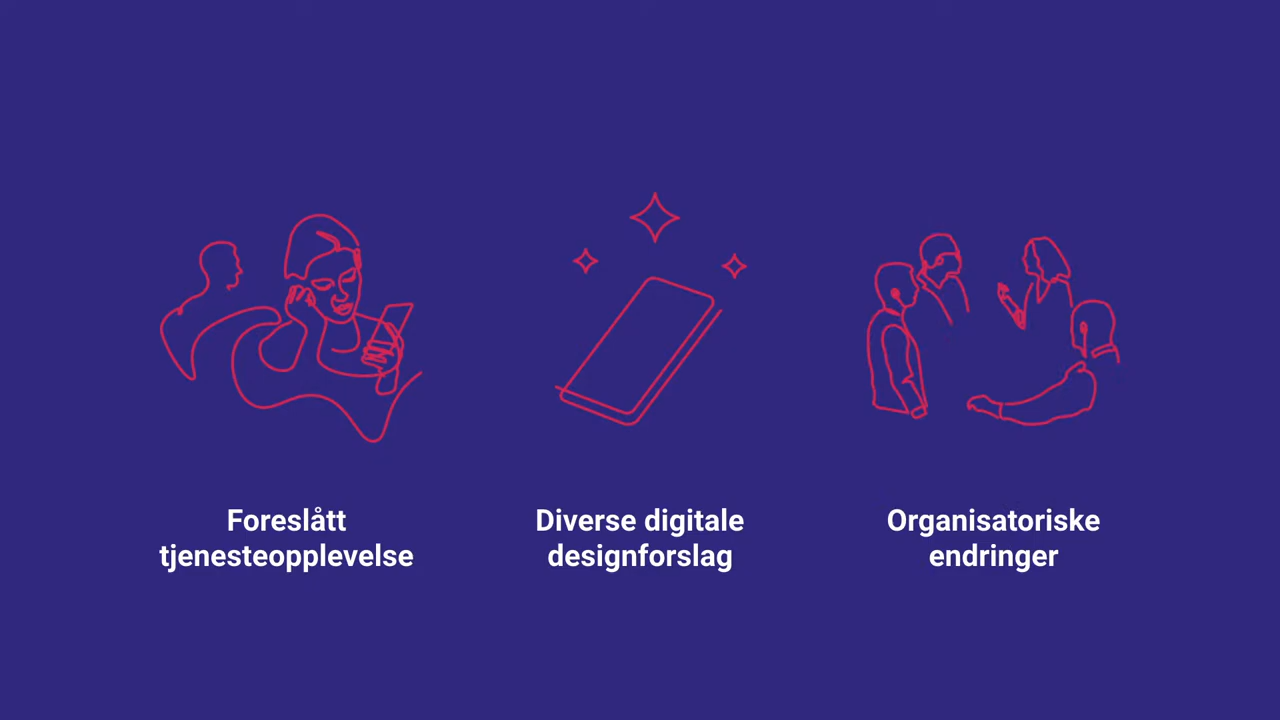 Foreslått
tjenesteopplevelse
Diverse digitale
designforslag
Organisatoriske
endringer